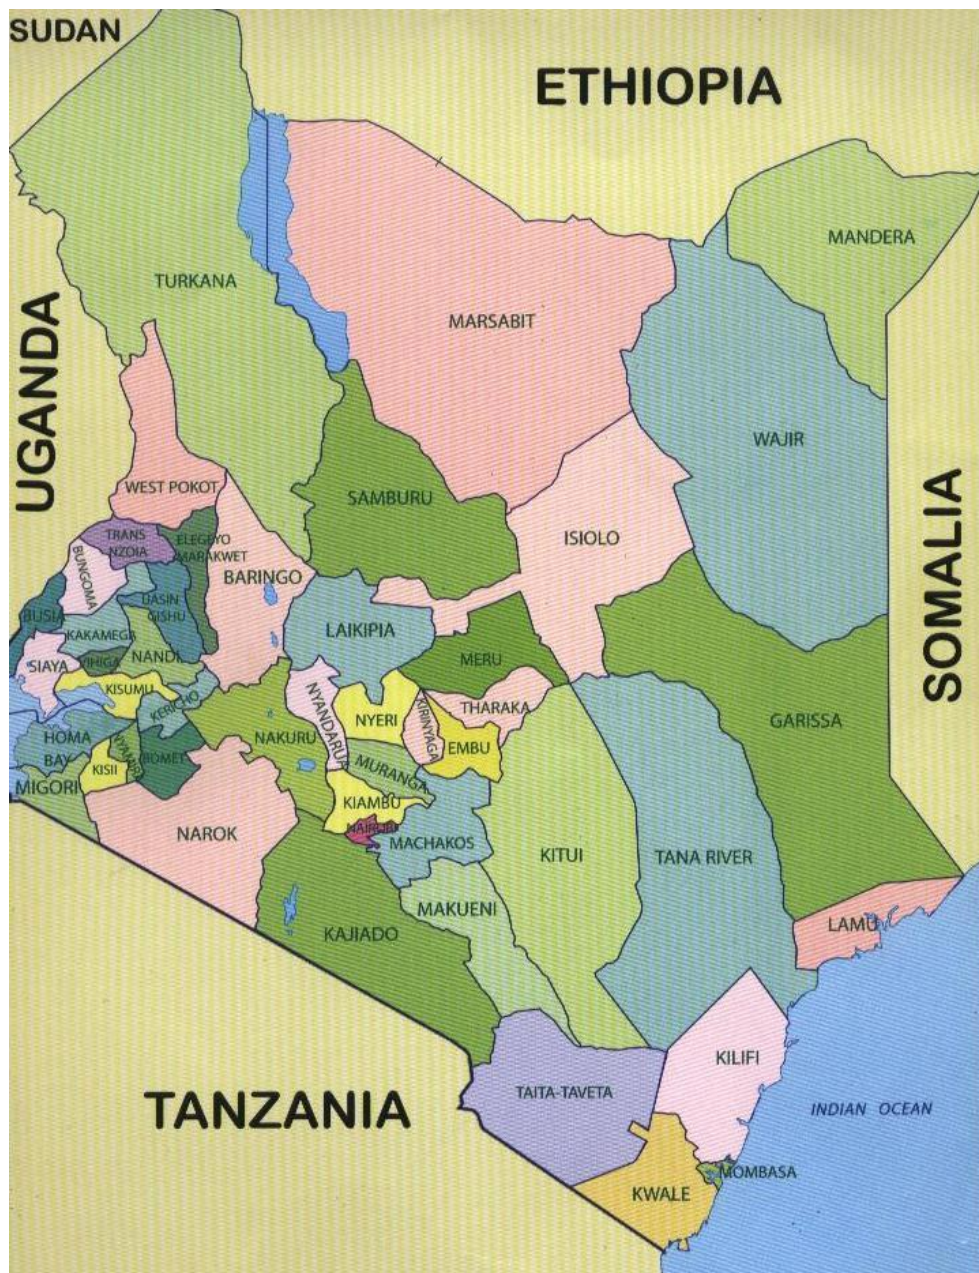 SUDAN
ETHIOPIA
MANDERA
TURKANA
MARSABIT
UGANDA
WAJIR
WEST POKOT
SAMBURU
SOMALIA
TRANS
NZOIA
ELEGEYO
MARAKWET
ISIOLO
BUNGOMA
BARINGO
UASIN
GISHU
BUSIA
KAKAMEGA
LAIKIPIA
SIAYA
VIHIGA
NANDI
MERU
KISUMU
KERICHO
NYANDARUA
NYERI
KIRINYAGA
THARAKA
GARISSA
HOMA
BAY
NYAMIRA
BOMET
NAKURU
EMBU
KISII
MURANGA
MIGORI
KIAMBU
NAIROBI
NAROK
MACHAKOS
KITUI
TANA RIVER
MAKUENI
KAJIADO
LAMU
KILIFI
TAITA-TAVETA
TANZANIA
INDIAN OCEAN
MOMBASA
KWALE